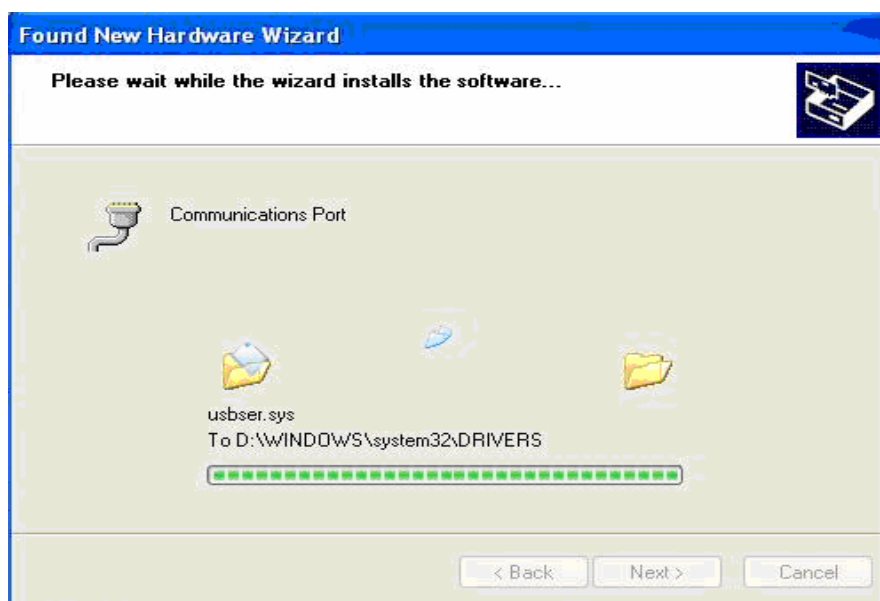 Found New Hardware Wizard
Please wait while the wizard installs the software...
Communications Port
usbser.sys
To D:\WINDOWS\system32\DRIVERS
< Back Next > Cancel